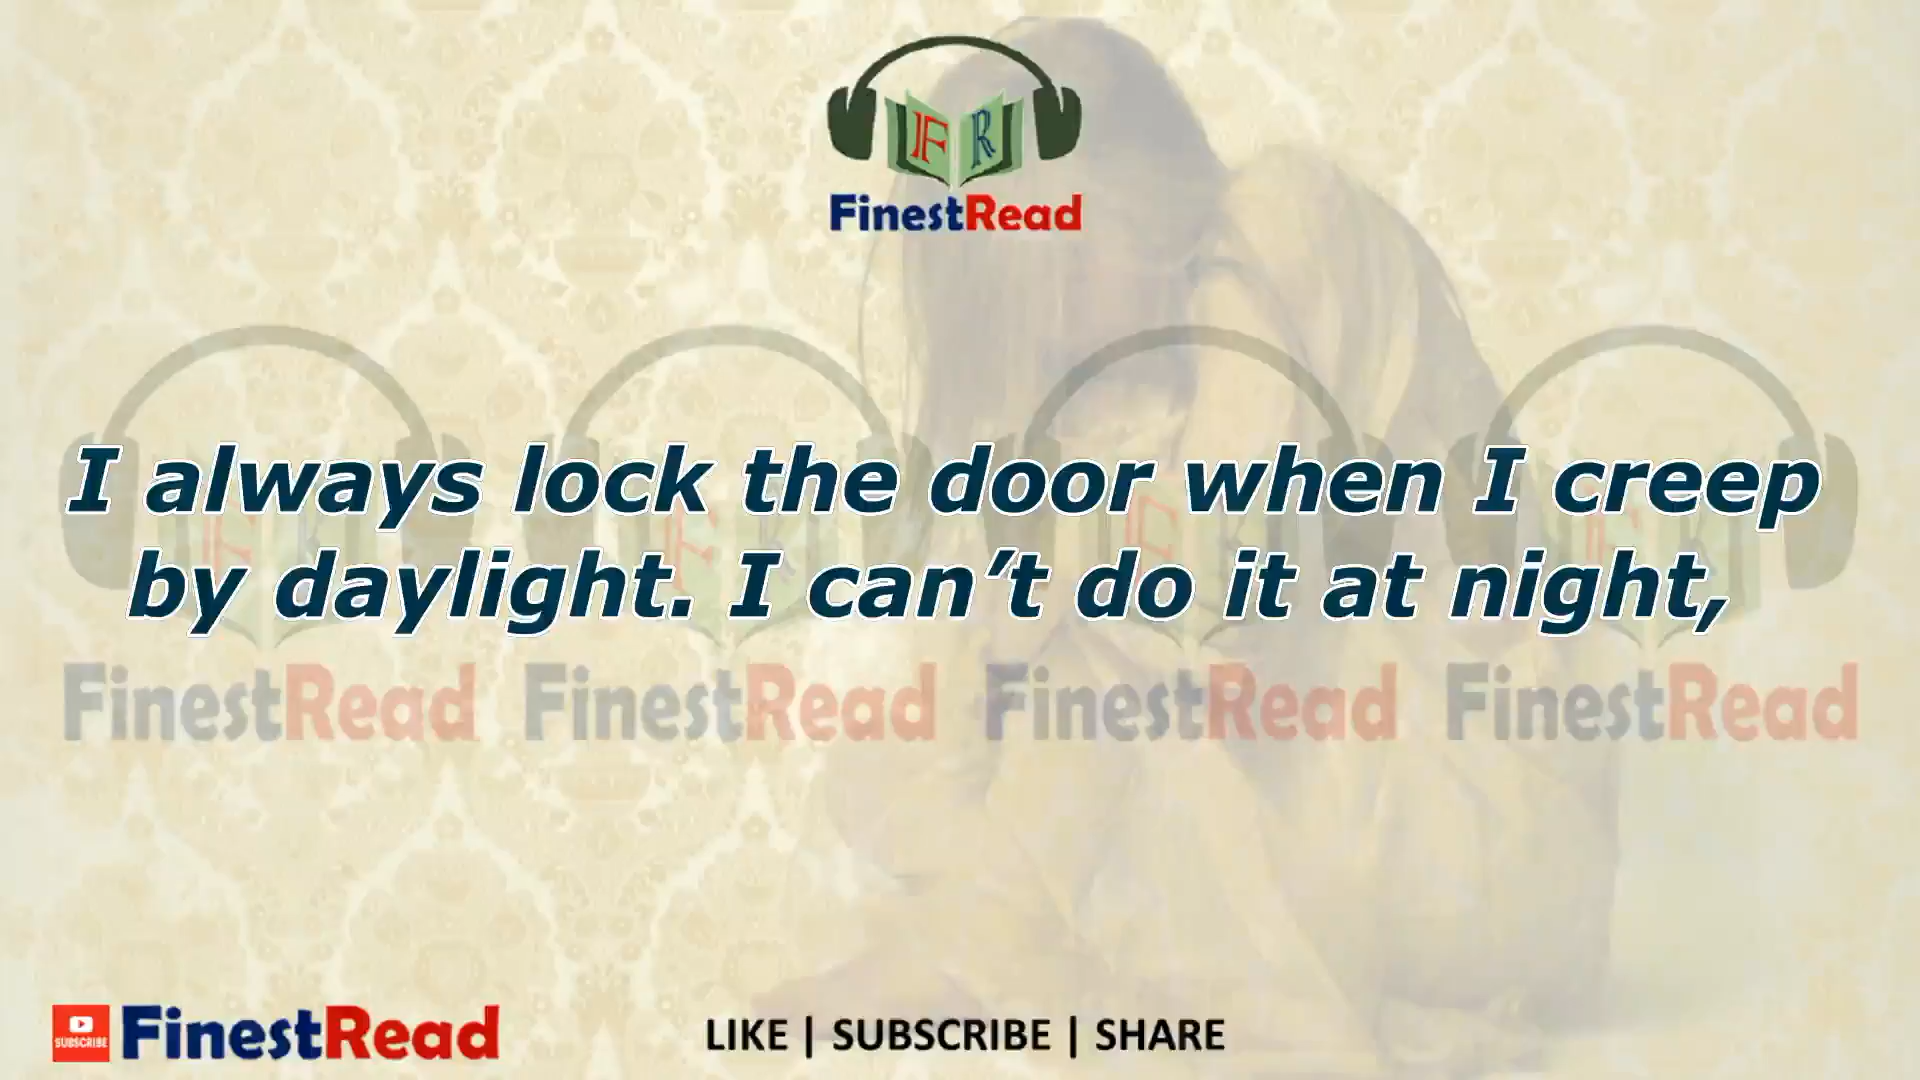 F R
FinestRead
I always lock the door when I creep
by daylight. I can’t do it at night,
F R F R F R F R
FinestRead FinestRead FinestRead FinestRead
SUBSCRIBE FinestRead LIKE | SUBSCRIBE | SHARE